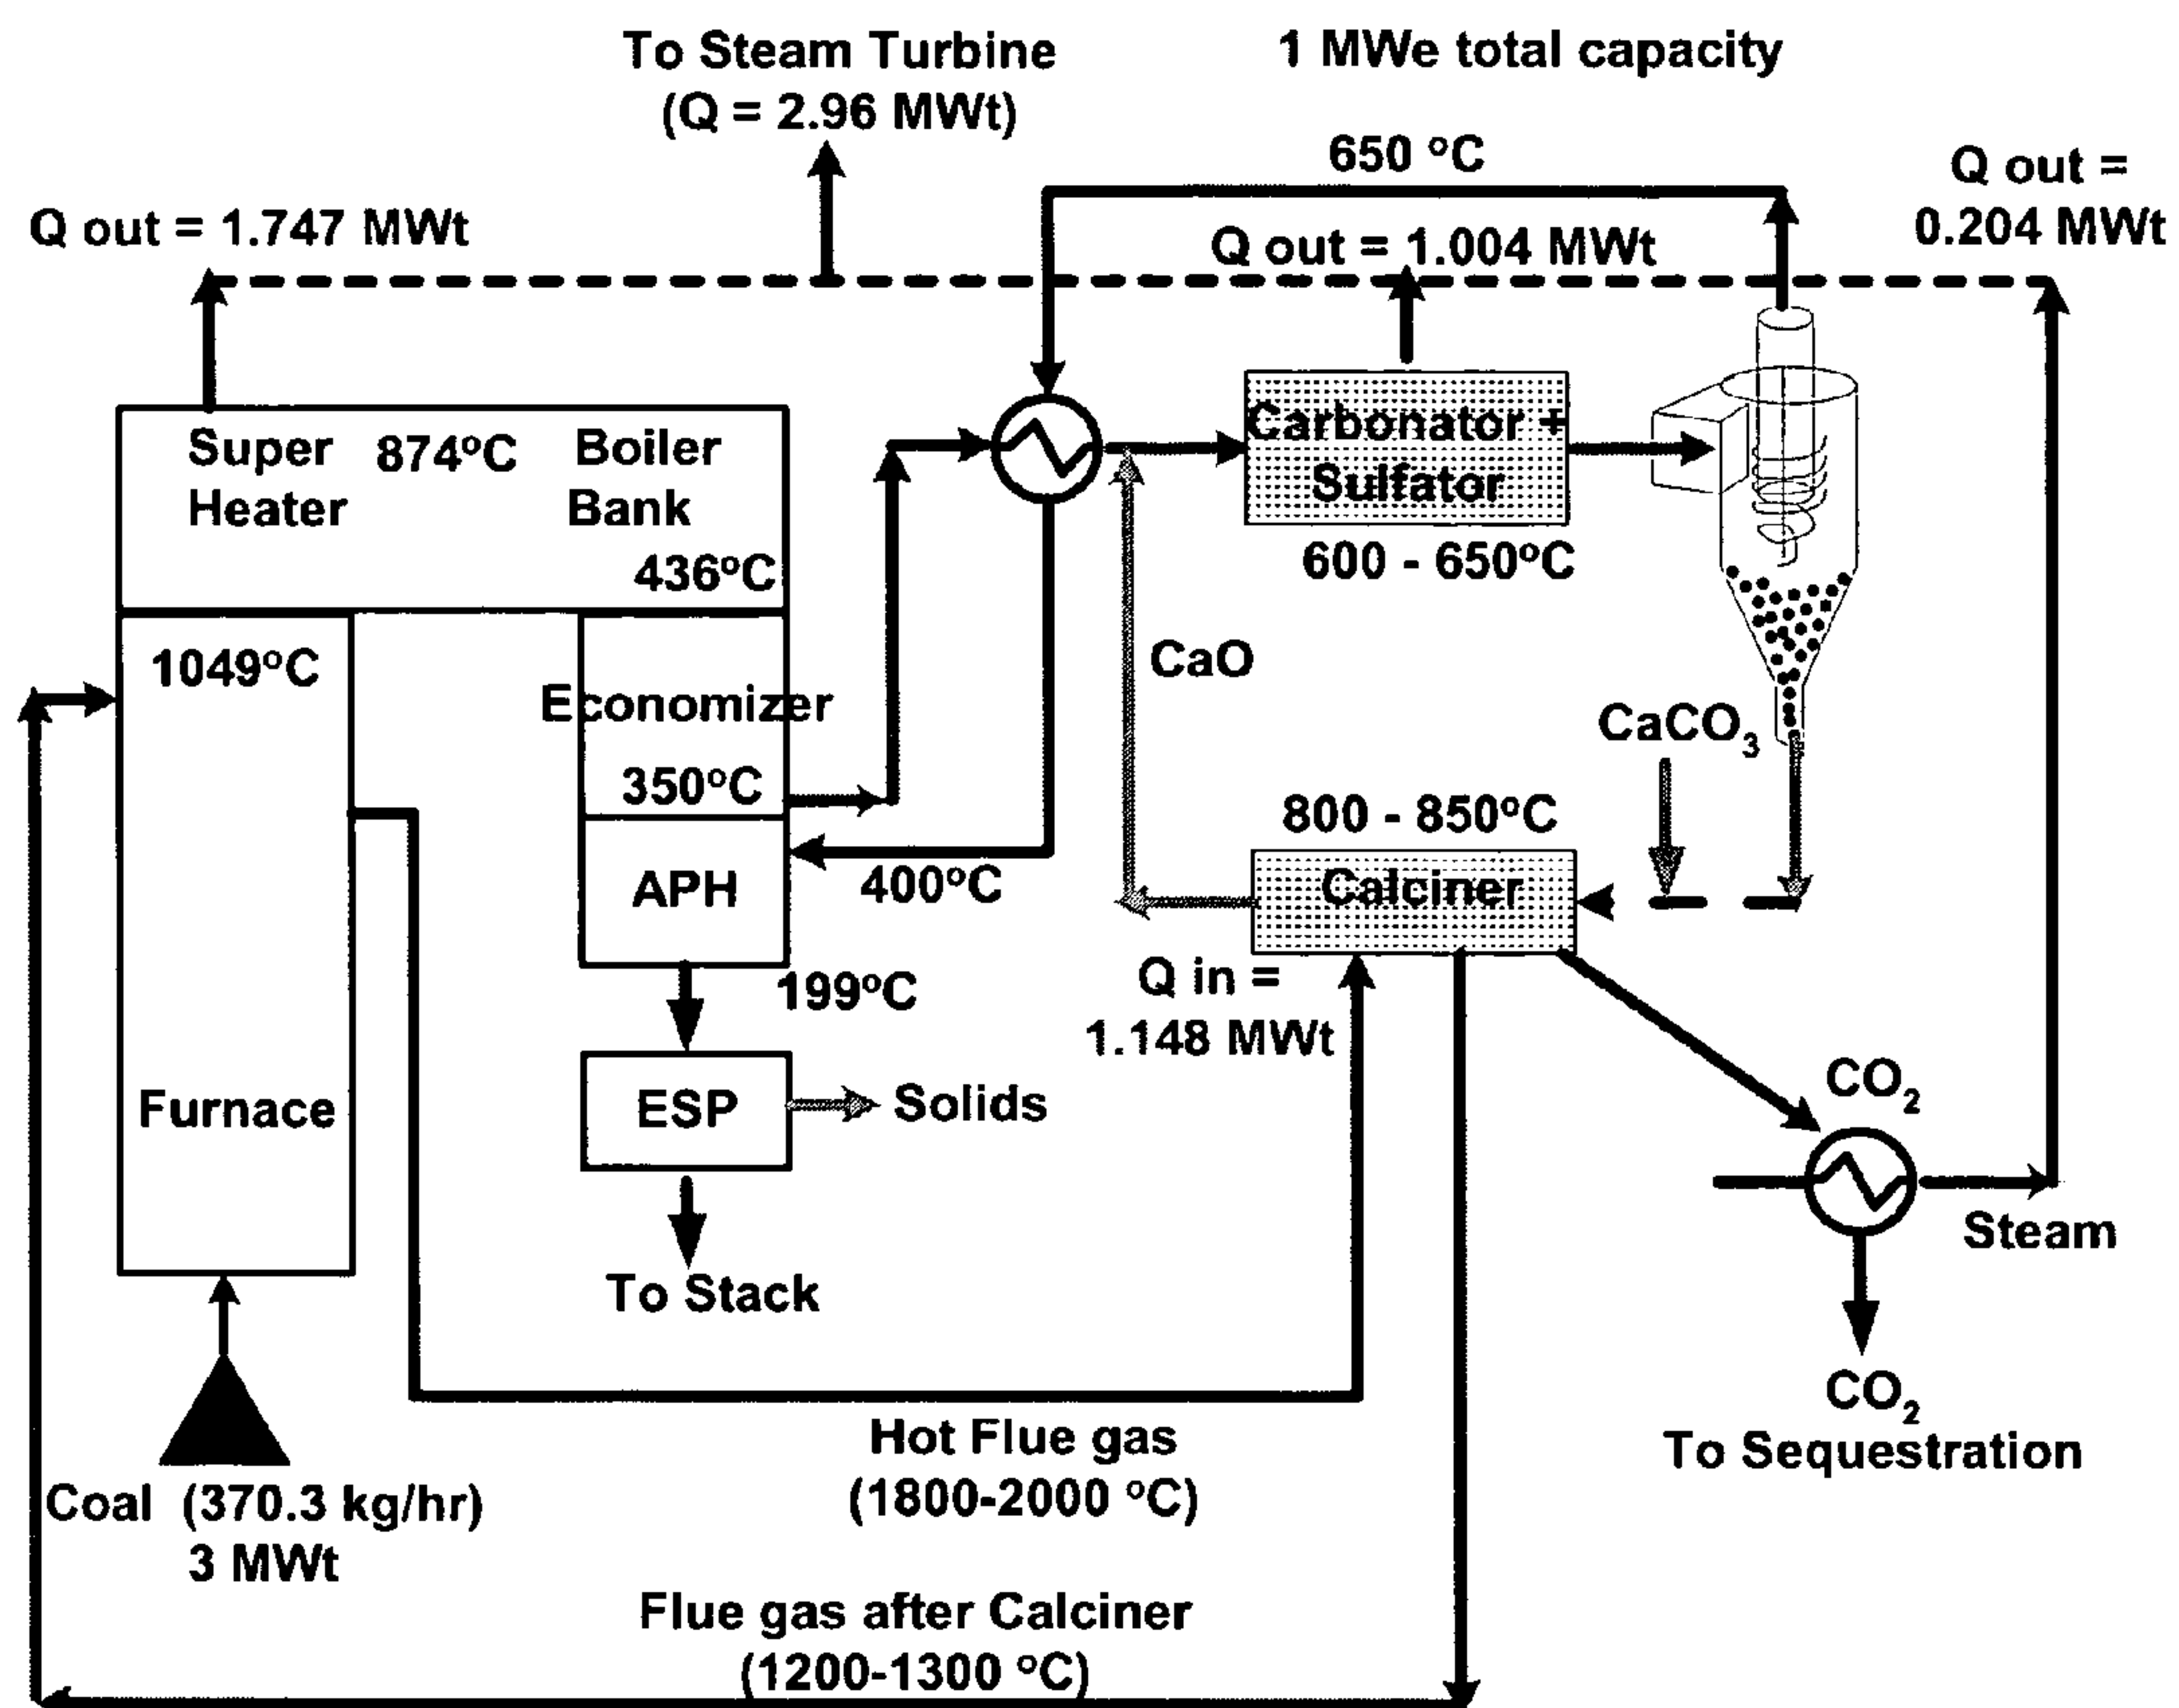 To Steam Turbine
(Q = 2.96 MWt)
1 MWe total capacity
650 °C
Q out =
0.204 MWt
Q out = 1.747 MWt
Q out = 1.004 MWt
Super
Heater
874°C
Boiler
Bank
436°C
Carbonator +
Sulfator
600 - 650°C
1049°C
Economizer
350°C
CaO
CaCO₃
800 - 850°C
APH
400°C
Calciner
199°C
Q in =
1.148 MWt
Furnace
ESP
Solids
CO₂
Steam
To Stack
CO₂
To Sequestration
Hot Flue gas
(1800-2000 °C)
Coal (370.3 kg/hr)
3 MWt
Flue gas after Calciner
(1200-1300 °C)